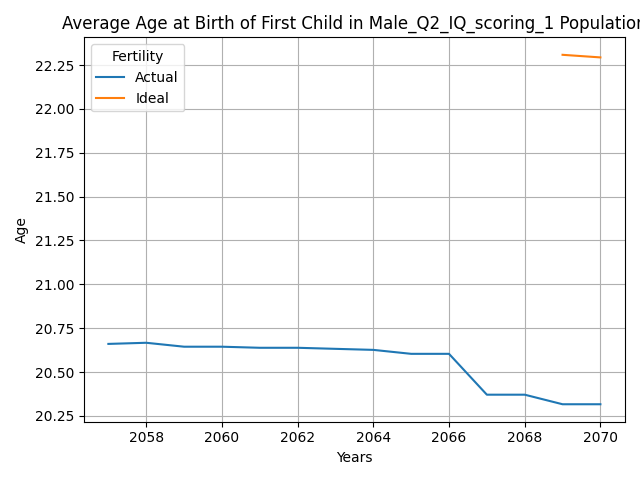 Average Age at Birth of First Child in Male_Q2_IQ_scoring_1 Population
Fertility
Actual
Ideal
22.25
22.00
21.75
21.50
21.25
21.00
20.75
20.50
20.25
Age
2058 2060 2062 2064 2066 2068 2070
Years